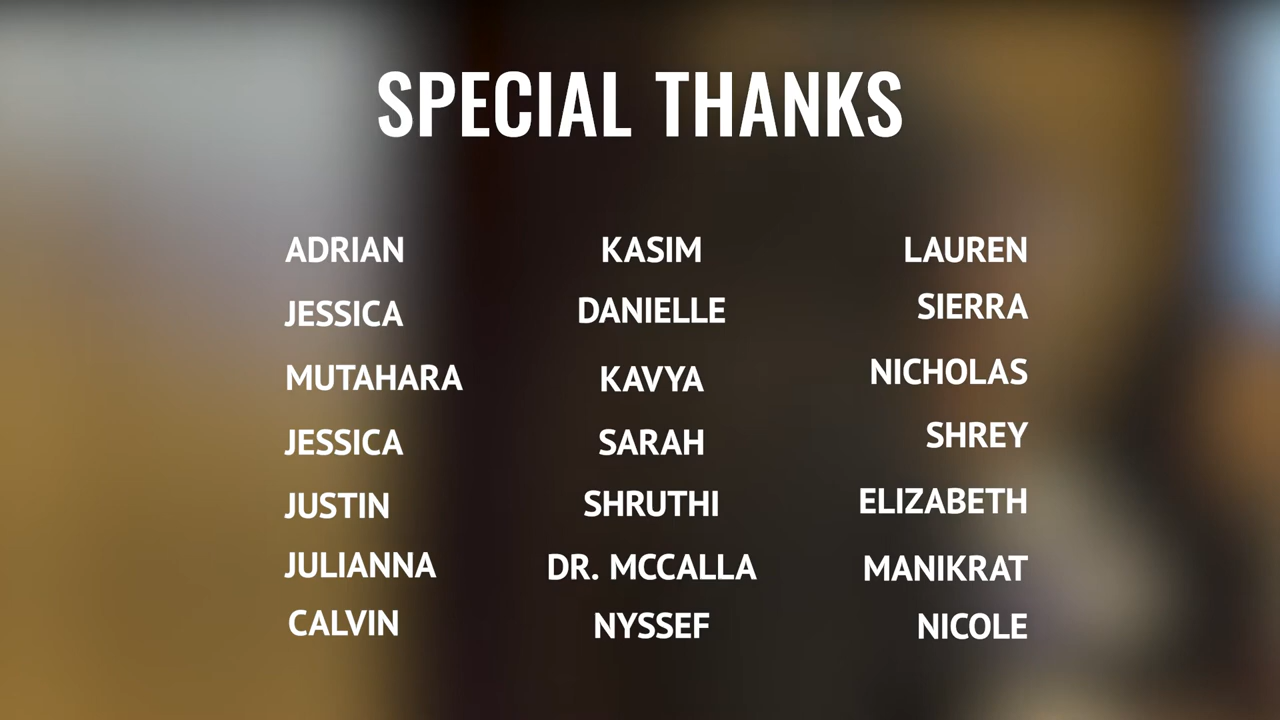 SPECIAL THANKS
ADRIAN KASIM LAUREN
JESSICA DANIELLE SIERRA
MUTAHARA KAVYA NICHOLAS
JESSICA SARAH SHREY
JUSTIN SHRUTHI ELIZABETH
JULIANNA DR. MCCALLA MANIKRAT
CALVIN NYSSEF NICOLE